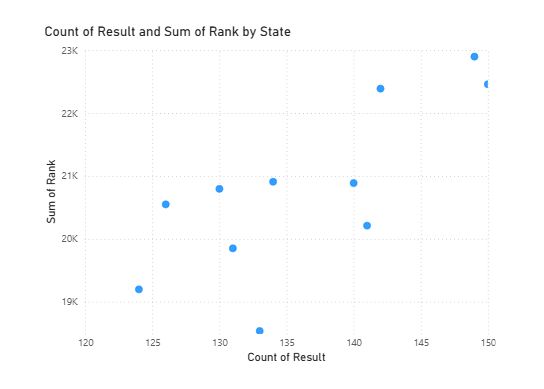 Count of Result and Sum of Rank by State
23K
22K
21K
20K
19K
Sum of Rank
120 125 130 135 140 145 150
Count of Result